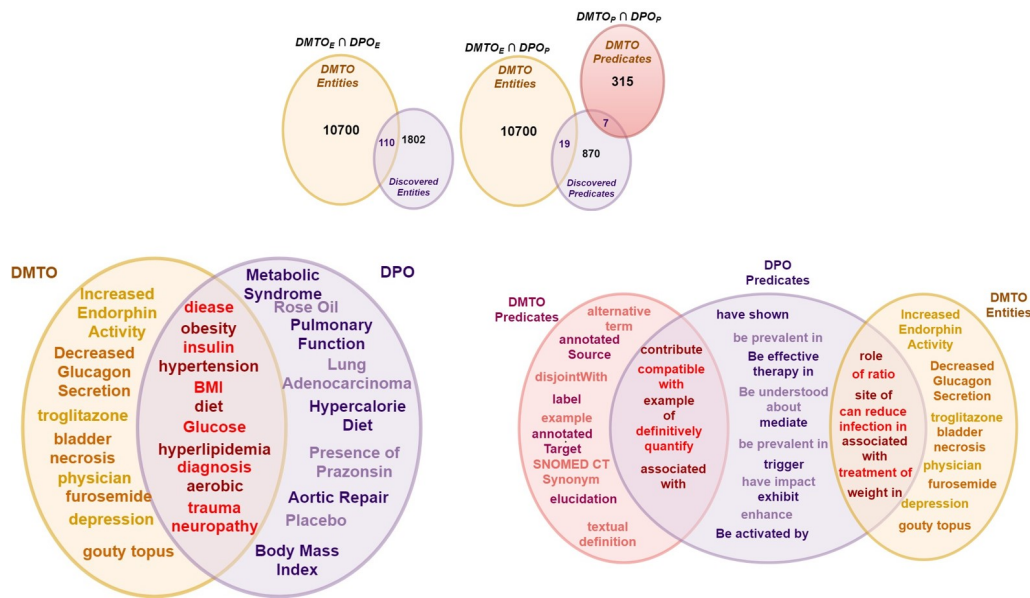 DMTO_P ∩ DPO_P
DMTO_E ∩ DPO_E
DMTO_E ∩ DPO_P
DMTO
Entities
10700
110
1802
Discovered
Entities
DMTO
Entities
10700
19
870
Discovered
Predicates
DMTO
Predicates
315
7
DMTO
Increased
Endorphin
Activity
Decreased
Glucagon
Secretion
troglitazone
bladder
necrosis
physician
furosemide
depression
gouty topus
diease
obesity
insulin
hypertension
BMI
diet
Glucose
hyperlipidemia
diagnosis
aerobic
trauma
neuropathy
DPO
Metabolic
Syndrome
Rose Oil
Pulmonary
Function
Lung
Adenocarcinoma
Hypercalorie
Diet
Presence of
Prazonsin
Aortic Repair
Placebo
Body Mass
Index
DMTO
Predicates
alternative
term
annotated
Source
disjointWith
label
example
annotated
Target
SNOMED CT
Synonym
elucidation
textual
definition
contribute
compatible
with
example
of
definitively
quantify
associated
with
DPO
Predicates
have shown
be prevalent in
Be effective
therapy in
Be understood
about
mediate
be prevalent in
trigger
have impact
exhibit
enhance
Be activated by
role
of ratio
site of
can reduce
infection in
associated
with
treatment of
weight in
DMTO
Entities
Increased
Endorphin
Activity
Decreased
Glucagon
Secretion
troglitazone
bladder
necrosis
physician
furosemide
depression
gouty topus